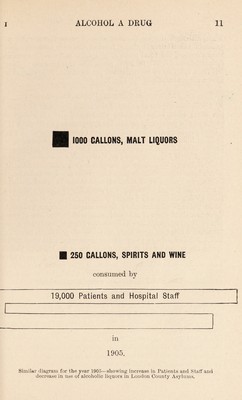 I ALCOHOL A DRUG 11
1000 GALLONS, MALT LIQUORS
250 GALLONS, SPIRITS AND WINE
consumed by
19,000 Patients and Hospital Staff
in
1905.
Similar diagram for the year 1905—showing increase in Patients and Staff and
decrease in use of alcoholic liquors in London County Asylums.